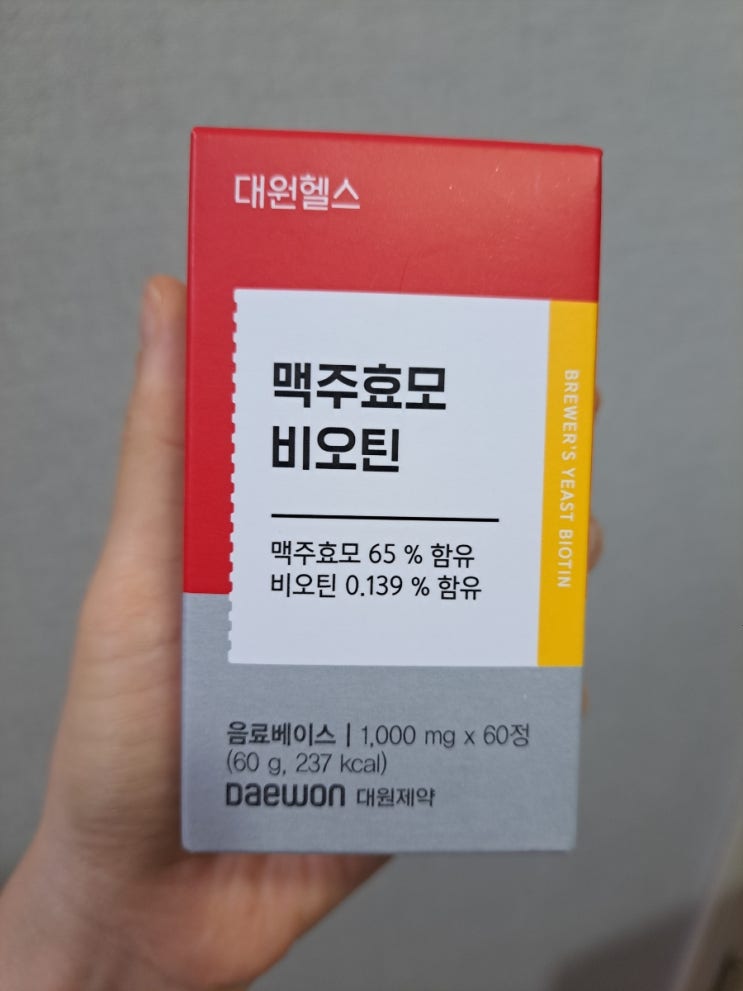 대원헬스
맥주효모
비오틴
맥주효모 65 % 함유
비오틴 0.139 % 함유
BREWER'S YEAST BIOTIN
음료베이스 | 1,000 mg x 60정
(60 g, 237 kcal)
DAEWON 대원제약